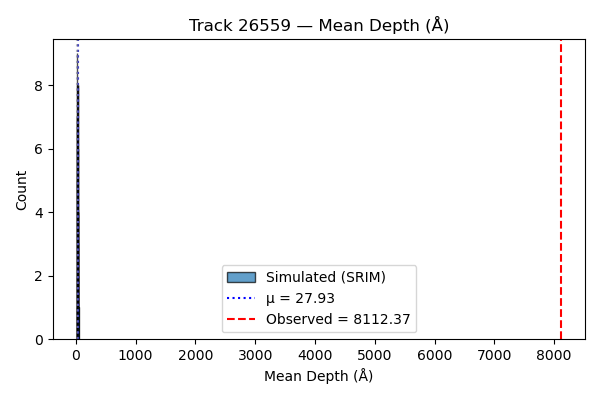 Track 26559 — Mean Depth (Å)
Count
8
6
4
2
0
Simulated (SRIM)
μ = 27.93
Observed = 8112.37
0 1000 2000 3000 4000 5000 6000 7000 8000
Mean Depth (Å)